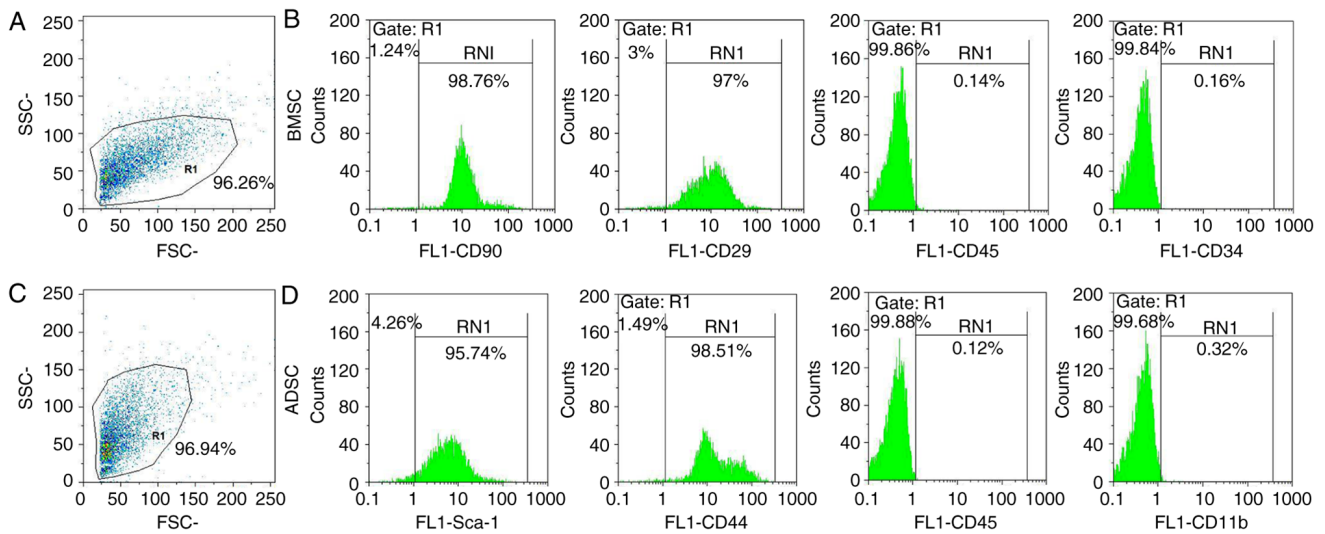 A
250
200
150
100
50
0
SSC-
R1
96.26%
50 100 150 200 250
FSC-
B
BMSC
Counts
200
160
120
80
40
0
Gate: R1
1.24%
RNI
98.76%
0.1 1 10 100 1000
FL1-CD90
Counts
200
160
120
80
40
0
Gate: R1
3%
RN1
97%
0.1 1 10 100 1000
FL1-CD29
Counts
200
160
120
80
40
0
Gate: R1
99.86%
RN1
0.14%
0.1 1 10 100 1000
FL1-CD45
Counts
200
160
120
80
40
0
Gate: R1
99.84%
RN1
0.16%
0.1 1 10 100 1000
FL1-CD34
C
250
200
150
100
50
0
SSC-
R1
96.94%
50 100 150 200 250
FSC-
D
ADSC
Counts
200
160
120
80
40
0
4.26%
RN1
95.74%
0.1 1 10 100 1000
FL1-Sca-1
Counts
200
160
120
80
40
0
Gate: R1
1.49%
RN1
98.51%
0.1 1 10 100 1000
FL1-CD44
Counts
200
160
120
80
40
0
Gate: R1
99.88%
RN1
0.12%
0.1 1 10 100 1000
FL1-CD45
Counts
200
160
120
80
40
0
Gate: R1
99.68%
RN1
0.32%
0.1 1 10 100 1000
FL1-CD11b